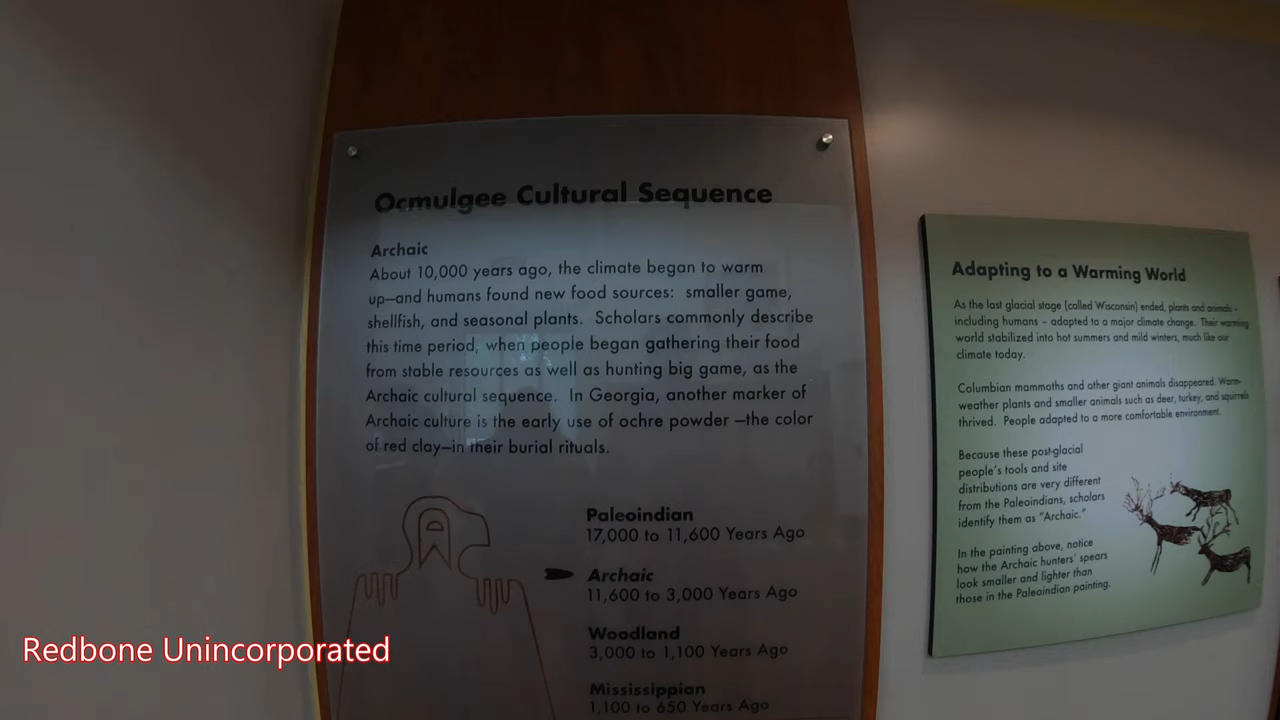 Ocmulgee Cultural Sequence
Archaic
About 10,000 years ago, the climate began to warm
up—and humans found new food sources: smaller game,
shellfish, and seasonal plants. Scholars commonly describe
this time period, when people began gathering their food
from stable resources as well as hunting big game, as the
Archaic cultural sequence. In Georgia, another marker of
Archaic culture is the early use of ochre powder —the color
of red clay—in their burial rituals.
Paleoindian
17,000 to 11,600 Years Ago
Archaic
11,600 to 3,000 Years Ago
Woodland
3,000 to 1,100 Years Ago
Mississippian
1,100 to 650 Years Ago
Adapting to a Warming World
As the last glacial stage (called Wisconsin) ended, plants and animals –
including humans – adapted to a major climate change. Their warming
world stabilized into hot summers and mild winters, much like our
climate today.
Columbian mammoths and other giant animals disappeared. Warm-
weather plants and smaller animals such as deer, turkey, and squirrels
thrived. People adapted to a more comfortable environment.
Because these post-glacial
people's tools and site
distributions are very different
from the Paleoindians, scholars
identify them as "Archaic."
In the painting above, notice
how the Archaic hunters' spears
look smaller and lighter than
those in the Paleoindian painting.
Redbone Unincorporated